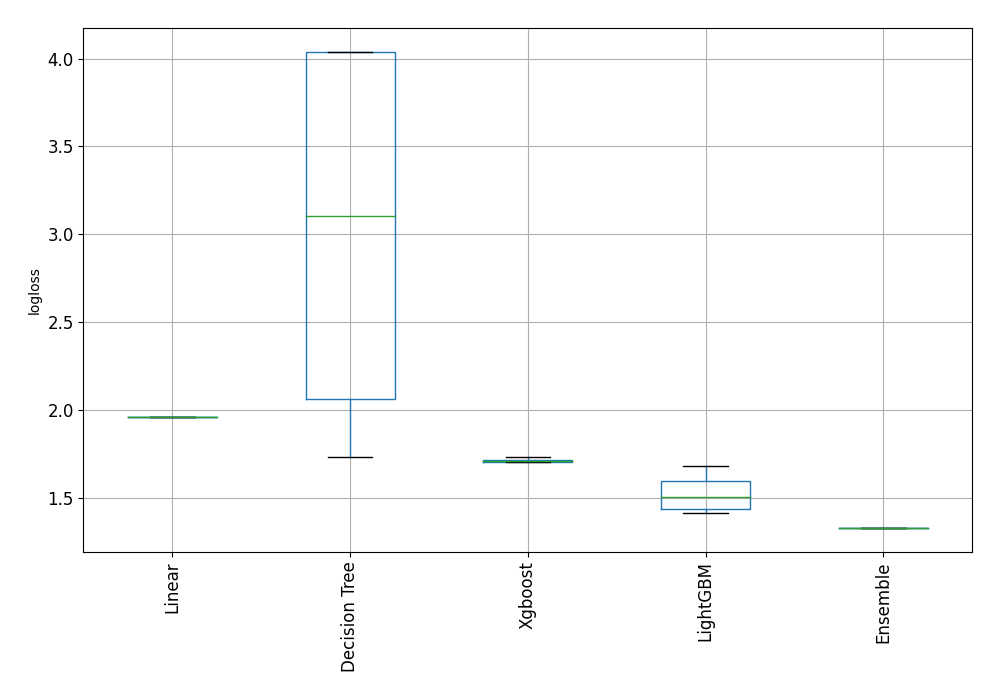 4.0
3.5
3.0
2.5
2.0
1.5
logloss
Linear
Decision Tree
Xgboost
LightGBM
Ensemble